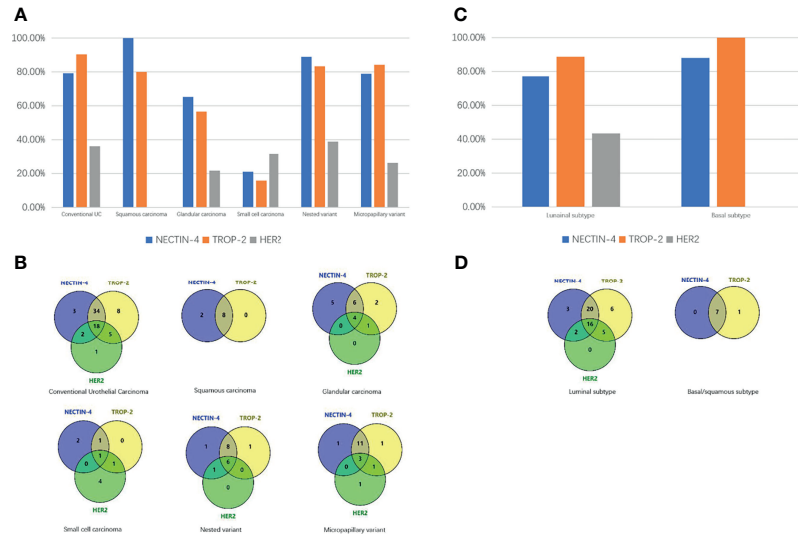 A
100.00%
80.00%
60.00%
40.00%
20.00%
0.00%
Conventional UC Squamous carcinoma Glandular carcinoma Small cell carcinoma Nested variant Micropapillary variant
NECTIN-4 TROP-2 HER2
C
100.00%
80.00%
60.00%
40.00%
20.00%
0.00%
Lunainal subtype Basal subtype
NECTIN-4 TROP-2 HER2
B
NECTIN-4 TROP-2
3 34 8
18
2 5
1
HER2
Conventional Urothelial Carcinoma
NECTIN-4 TROP-2
2 8 0
Squamous carcinoma
NECTIN-4 TROP-2
5 6 2
4
0 1
0
HER2
Glandular carcinoma
NECTIN-4 TROP-2
2 1 0
1
0 1
4
HER2
Small cell carcinoma
NECTIN-4 TROP-2
1 8 1
6
1 0
0
HER2
Nested variant
NECTIN-4 TROP-2
1 11 1
3
0 1
1
HER2
Micropapillary variant
D
NECTIN-4 TROP-2
3 20 6
16
2 5
0
HER2
Luminal subtype
NECTIN-4 TROP-2
0 7 1
Basal/squamous subtype